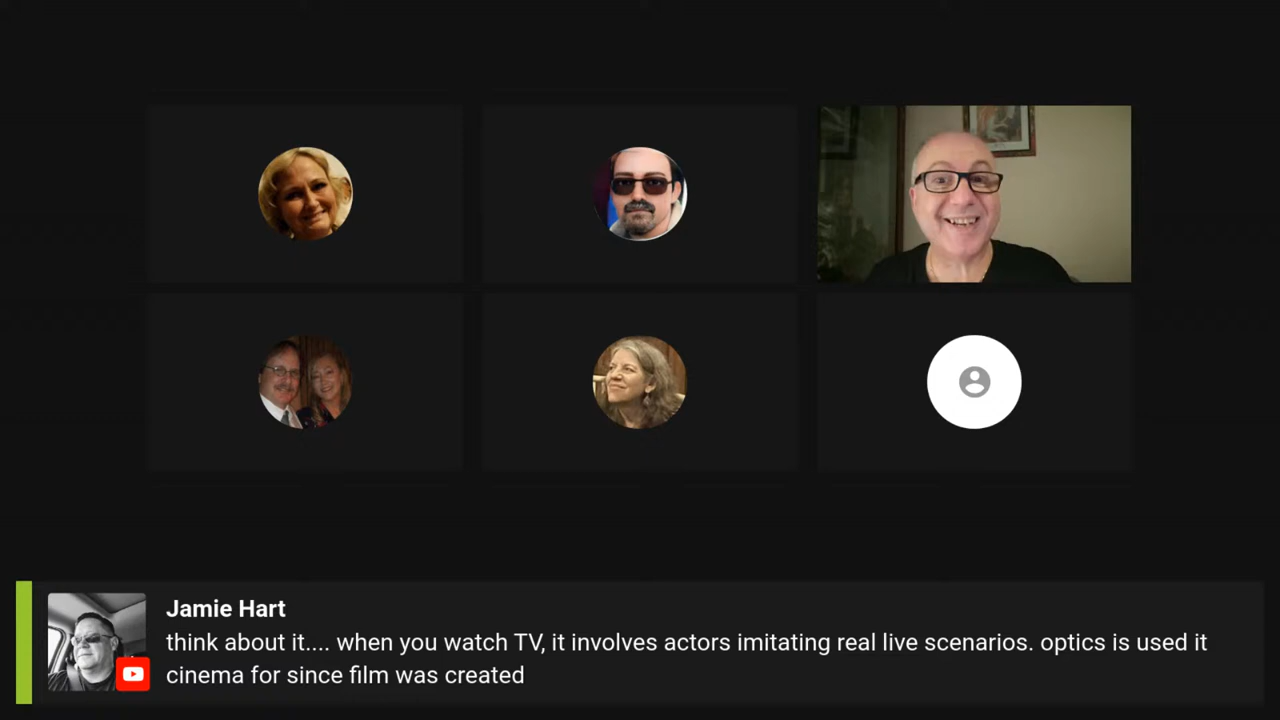 Jamie Hart
think about it.... when you watch TV, it involves actors imitating real live scenarios. optics is used it
cinema for since film was created